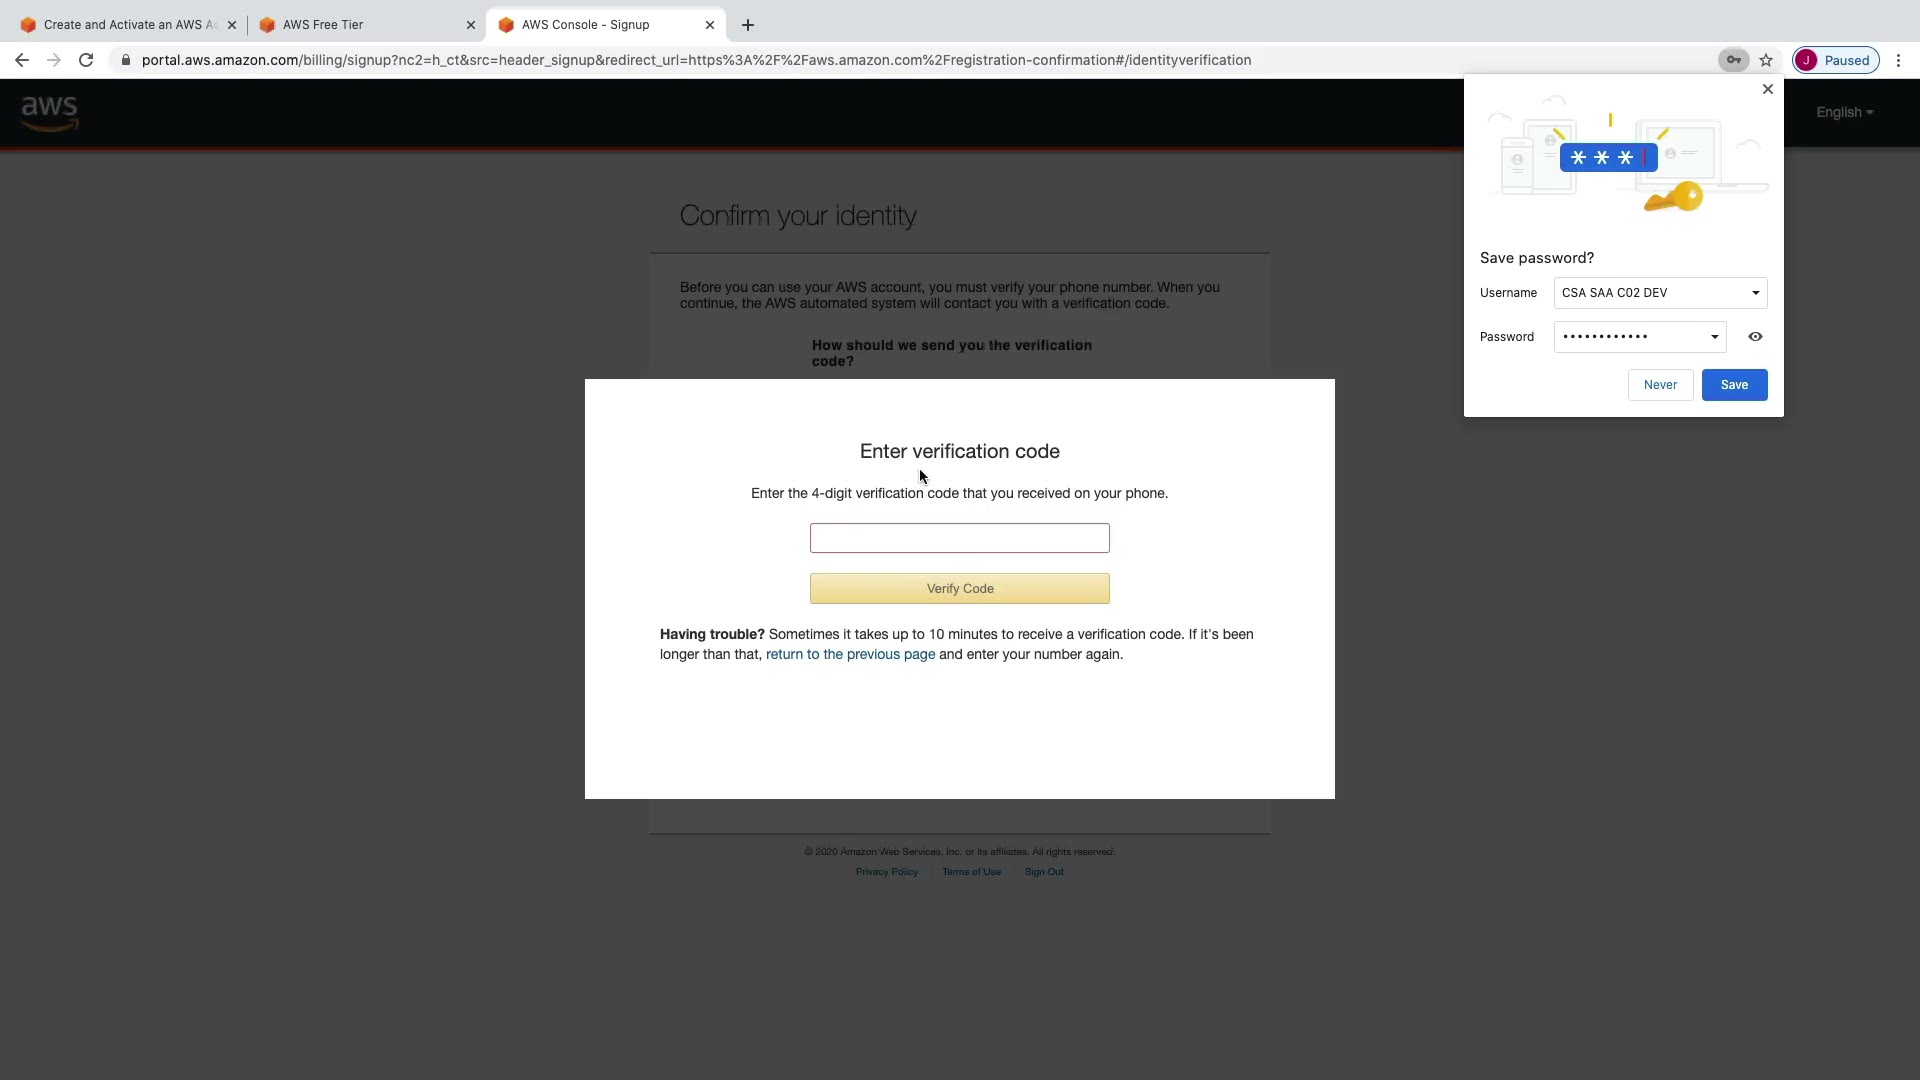 Create and Activate an AWS A
AWS Free Tier
AWS Console - Signup
portal.aws.amazon.com/billing/signup?nc2=h_ct&src=header_signup&redirect_url=https%3A%2F%2Faws.amazon.com%2Fregistration-confirmation#/identityverification
J
Paused
aws
English
Confirm your identity
Before you can use your AWS account, you must verify your phone number. When you
continue, the AWS automated system will contact you with a verification code.
How should we send you the verification
code?
Save password?
Username
CSA SAA C02 DEV
Password
••••••••••••
Never
Save
Enter verification code
Enter the 4-digit verification code that you received on your phone.
Verify Code
Having trouble? Sometimes it takes up to 10 minutes to receive a verification code. If it's been
longer than that, return to the previous page and enter your number again.
© 2020 Amazon Web Services, Inc. or its affiliates. All rights reserved.
Privacy Policy
Terms of Use
Sign Out